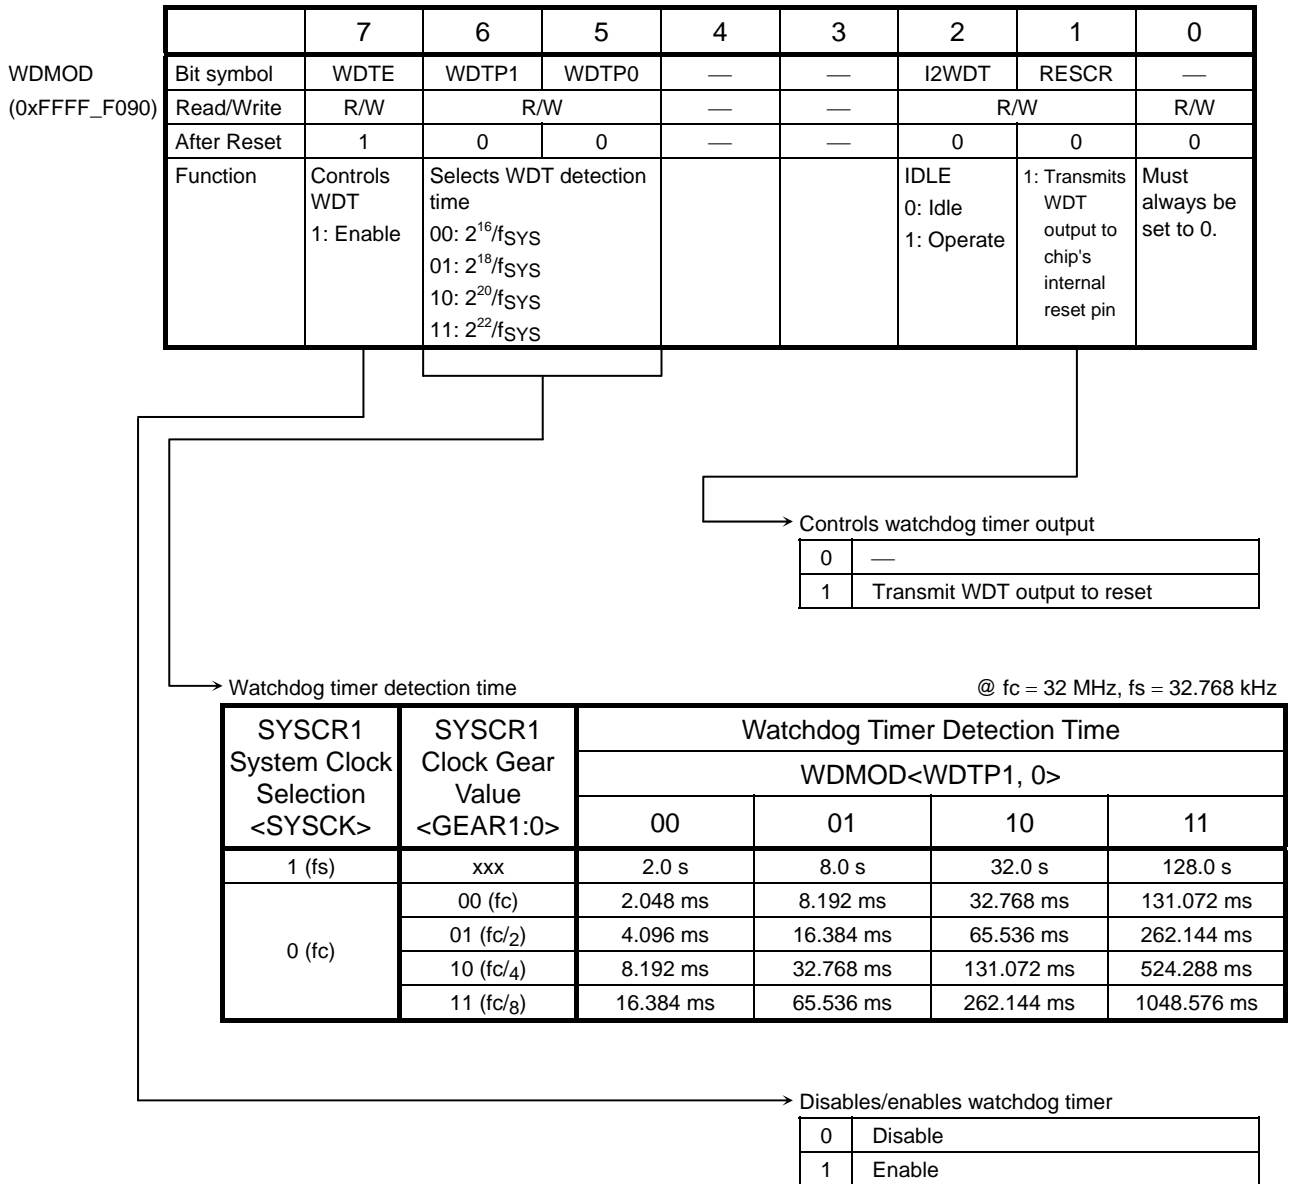 7 6 5 4 3 2 1 0
WDMOD
(0xFFFF_F090)
Bit symbol WDTE WDTP1 WDTP0 — — I2WDT RESCR —
Read/Write R/W R/W — — R/W R/W
After Reset 1 0 0 — — 0 0 0
Function
Controls
WDT
1: Enable
Selects WDT detection
time
00: 2^16/fSYS
01: 2^18/fSYS
10: 2^20/fSYS
11: 2^22/fSYS
IDLE
0: Idle
1: Operate
1: Transmits
WDT
output to
chip's
internal
reset pin
Must
always be
set to 0.
Controls watchdog timer output
0 —
1 Transmit WDT output to reset
Watchdog timer detection time @ fc = 32 MHz, fs = 32.768 kHz
SYSCR1
System Clock
Selection
<SYSCK>
SYSCR1
Clock Gear
Value
<GEAR1:0>
Watchdog Timer Detection Time
WDMOD<WDTP1, 0>
00 01 10 11
1 (fs) xxx 2.0 s 8.0 s 32.0 s 128.0 s
0 (fc)
00 (fc) 2.048 ms 8.192 ms 32.768 ms 131.072 ms
01 (fc/2) 4.096 ms 16.384 ms 65.536 ms 262.144 ms
10 (fc/4) 8.192 ms 32.768 ms 131.072 ms 524.288 ms
11 (fc/8) 16.384 ms 65.536 ms 262.144 ms 1048.576 ms
Disables/enables watchdog timer
0 Disable
1 Enable